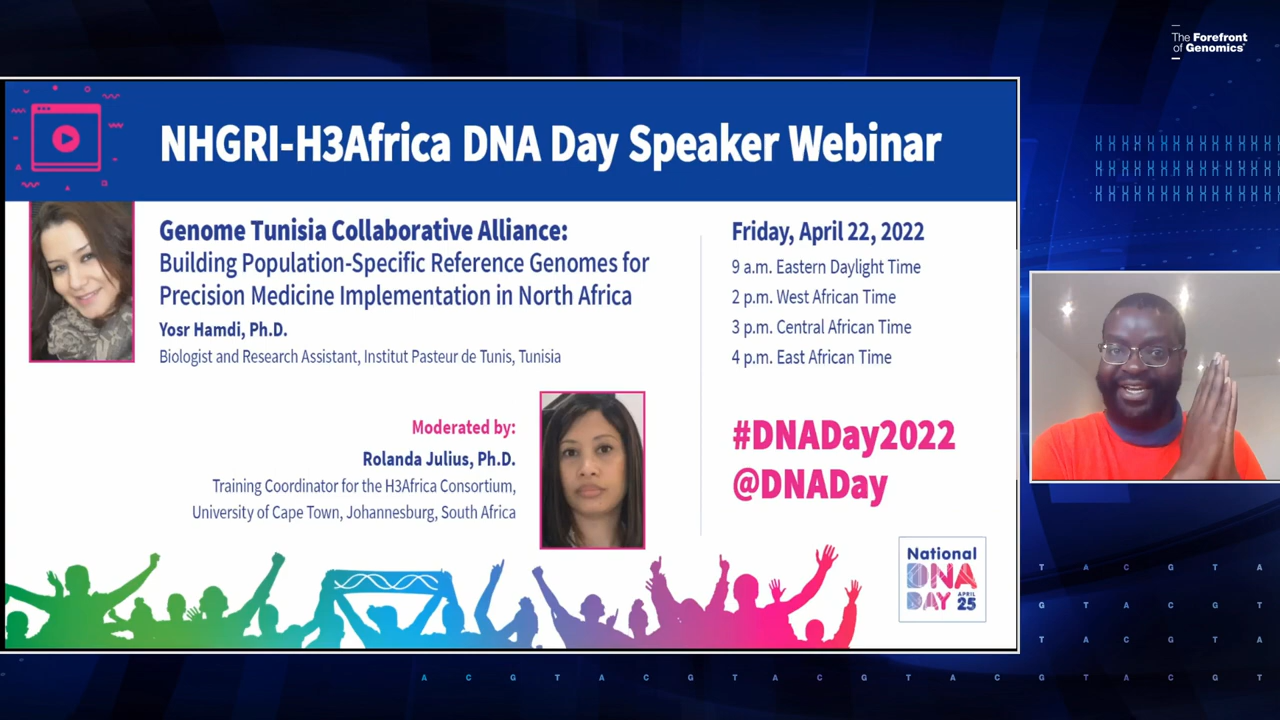 The Forefront
of Genomics®
NHGRI-H3Africa DNA Day Speaker Webinar
Genome Tunisia Collaborative Alliance:
Building Population-Specific Reference Genomes for
Precision Medicine Implementation in North Africa
Yosr Hamdi, Ph.D.
Biologist and Research Assistant, Institut Pasteur de Tunis, Tunisia
Moderated by:
Rolanda Julius, Ph.D.
Training Coordinator for the H3Africa Consortium,
University of Cape Town, Johannesburg, South Africa
Friday, April 22, 2022
9 a.m. Eastern Daylight Time
2 p.m. West African Time
3 p.m. Central African Time
4 p.m. East African Time
#DNADay2022
@DNADay
National
DNA
DAY APRIL 25
T A C G T A
G T A C G T
T A C G T A
A C G T A C G T A C G T A C G T A C G T